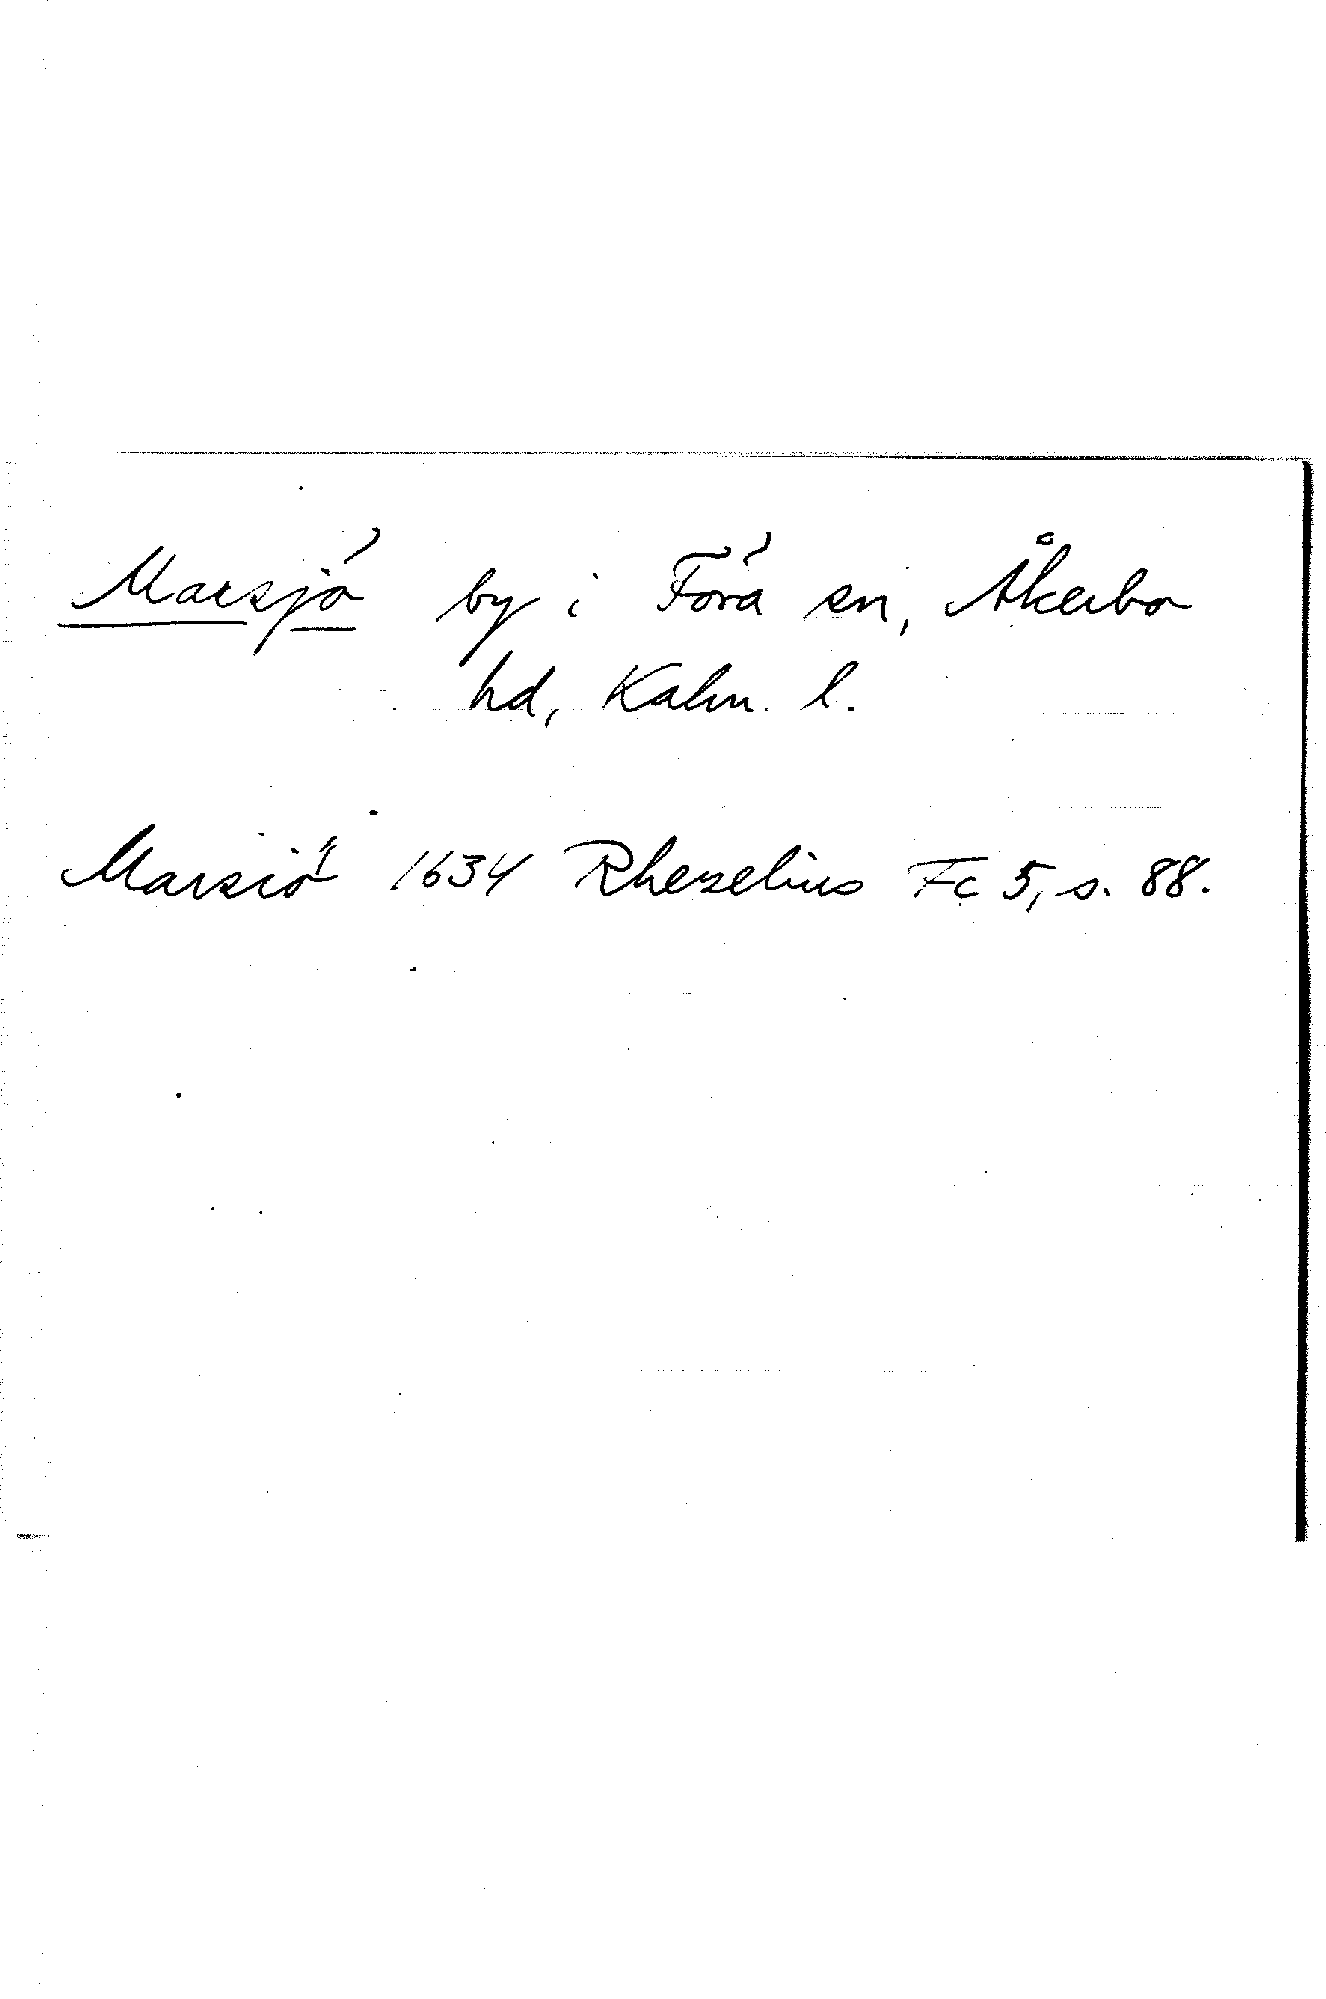 Marsjö by i Föra sn, Åkerbo
hd, Kalm. l.
Marsiö 1634 Rhezelius Fc 5, s. 88.